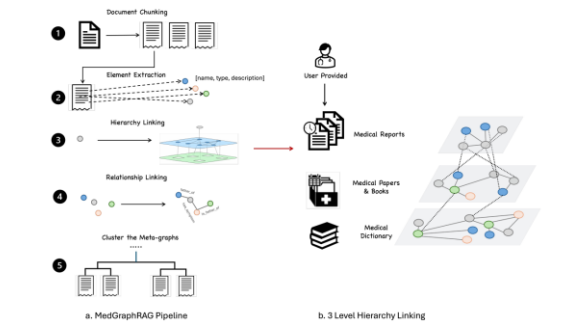 Document Chunking
1
Element Extraction
[name, type, description]
2
User Provided
Hierarchy Linking
3
Medical Reports
Relationship Linking
4
Medical Papers
& Books
Medical
Dictionary
Cluster the Meta-graphs
......
5
a. MedGraphRAG Pipeline
b. 3 Level Hierarchy Linking